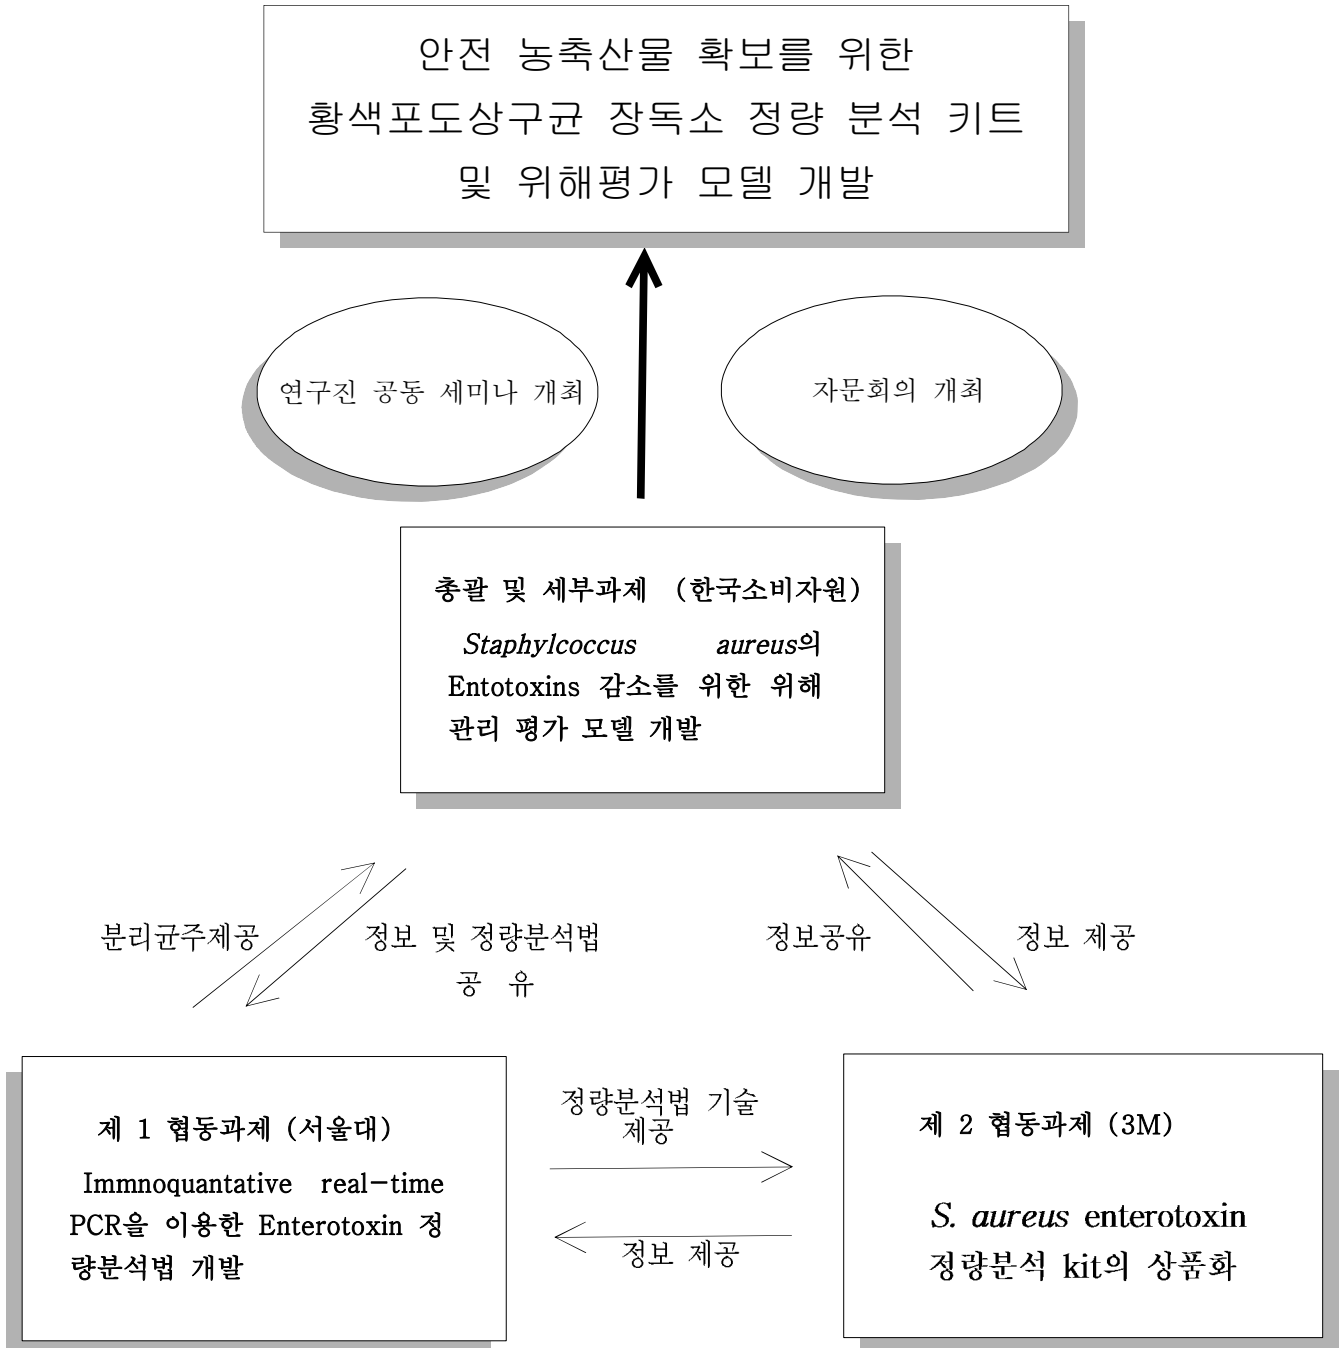 안전 농축산물 확보를 위한
황색포도상구균 장독소 정량 분석 키트
및 위해평가 모델 개발
연구진 공동 세미나 개최
자문회의 개최
총괄 및 세부과제 (한국소비자원)
Staphylcoccus aureus의
Entotoxins 감소를 위한 위해
관리 평가 모델 개발
분리균주제공
정보 및 정량분석법
공 유
정보공유
정보 제공
제 1 협동과제 (서울대)
Immnoquantative real-time
PCR을 이용한 Enterotoxin 정
량분석법 개발
정량분석법 기술
제공
정보 제공
제 2 협동과제 (3M)
S. aureus enterotoxin
정량분석 kit의 상품화